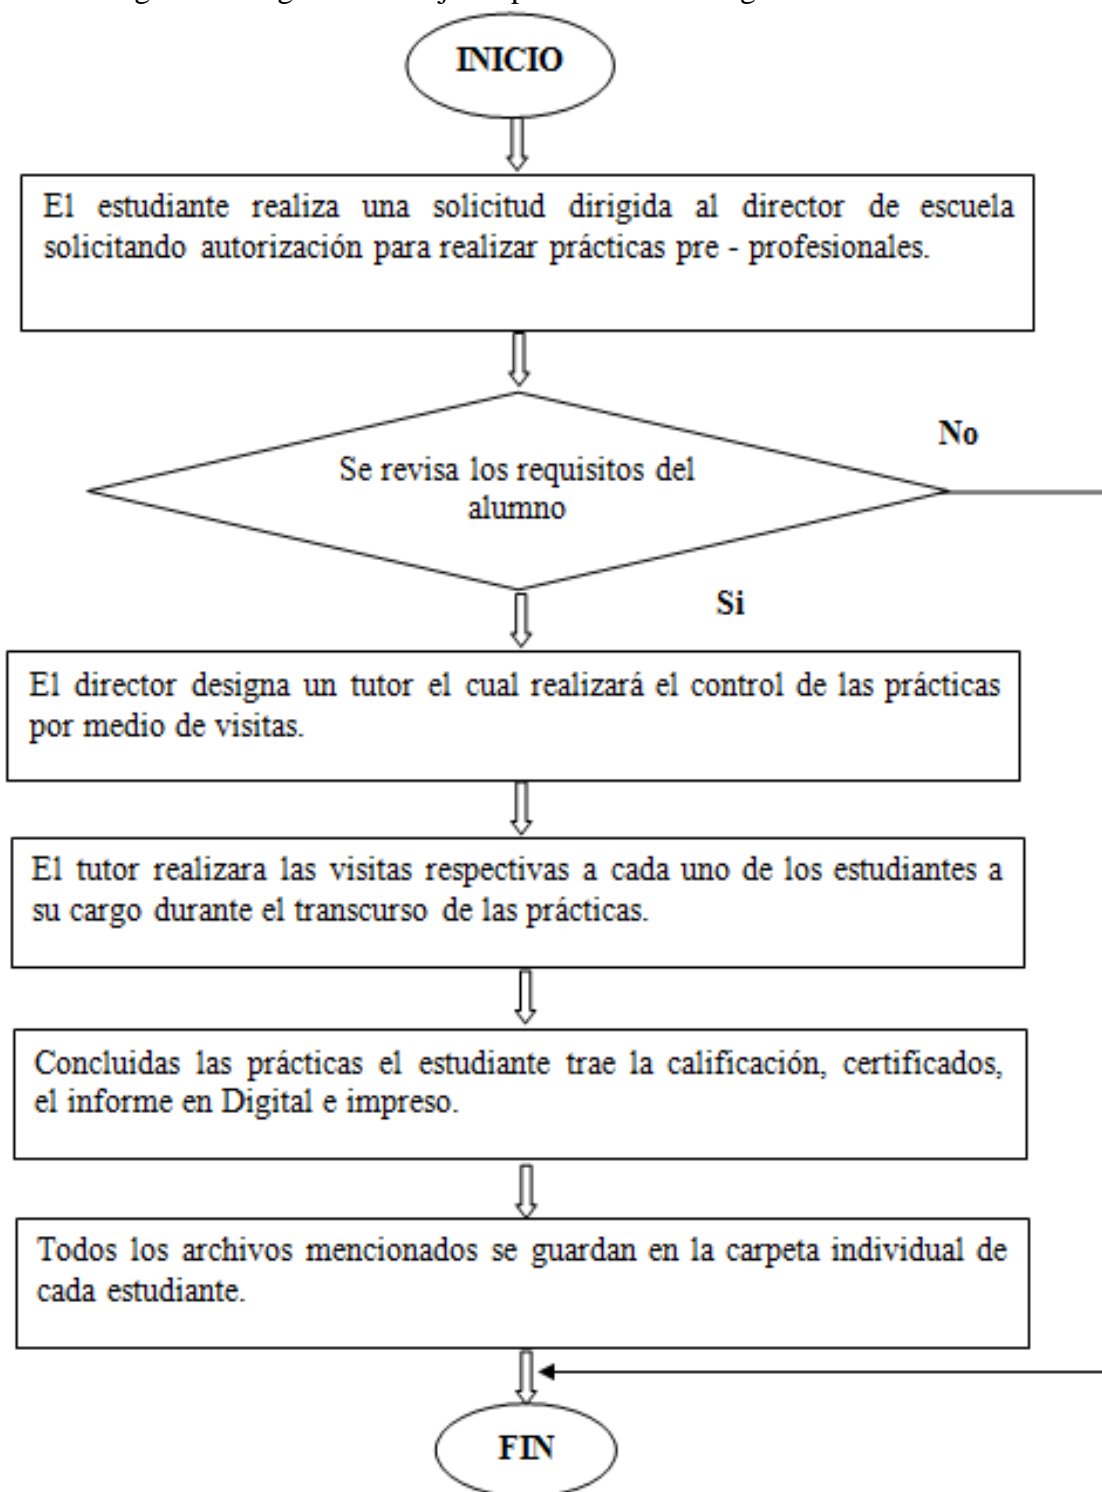 INICIO
El estudiante realiza una solicitud dirigida al director de escuela
solicitando autorización para realizar prácticas pre - profesionales.
No
Se revisa los requisitos del
alumno
Si
El director designa un tutor el cual realizará el control de las prácticas
por medio de visitas.
El tutor realizara las visitas respectivas a cada uno de los estudiantes a
su cargo durante el transcurso de las prácticas.
Concluidas las prácticas el estudiante trae la calificación, certificados,
el informe en Digital e impreso.
Todos los archivos mencionados se guardan en la carpeta individual de
cada estudiante.
FIN